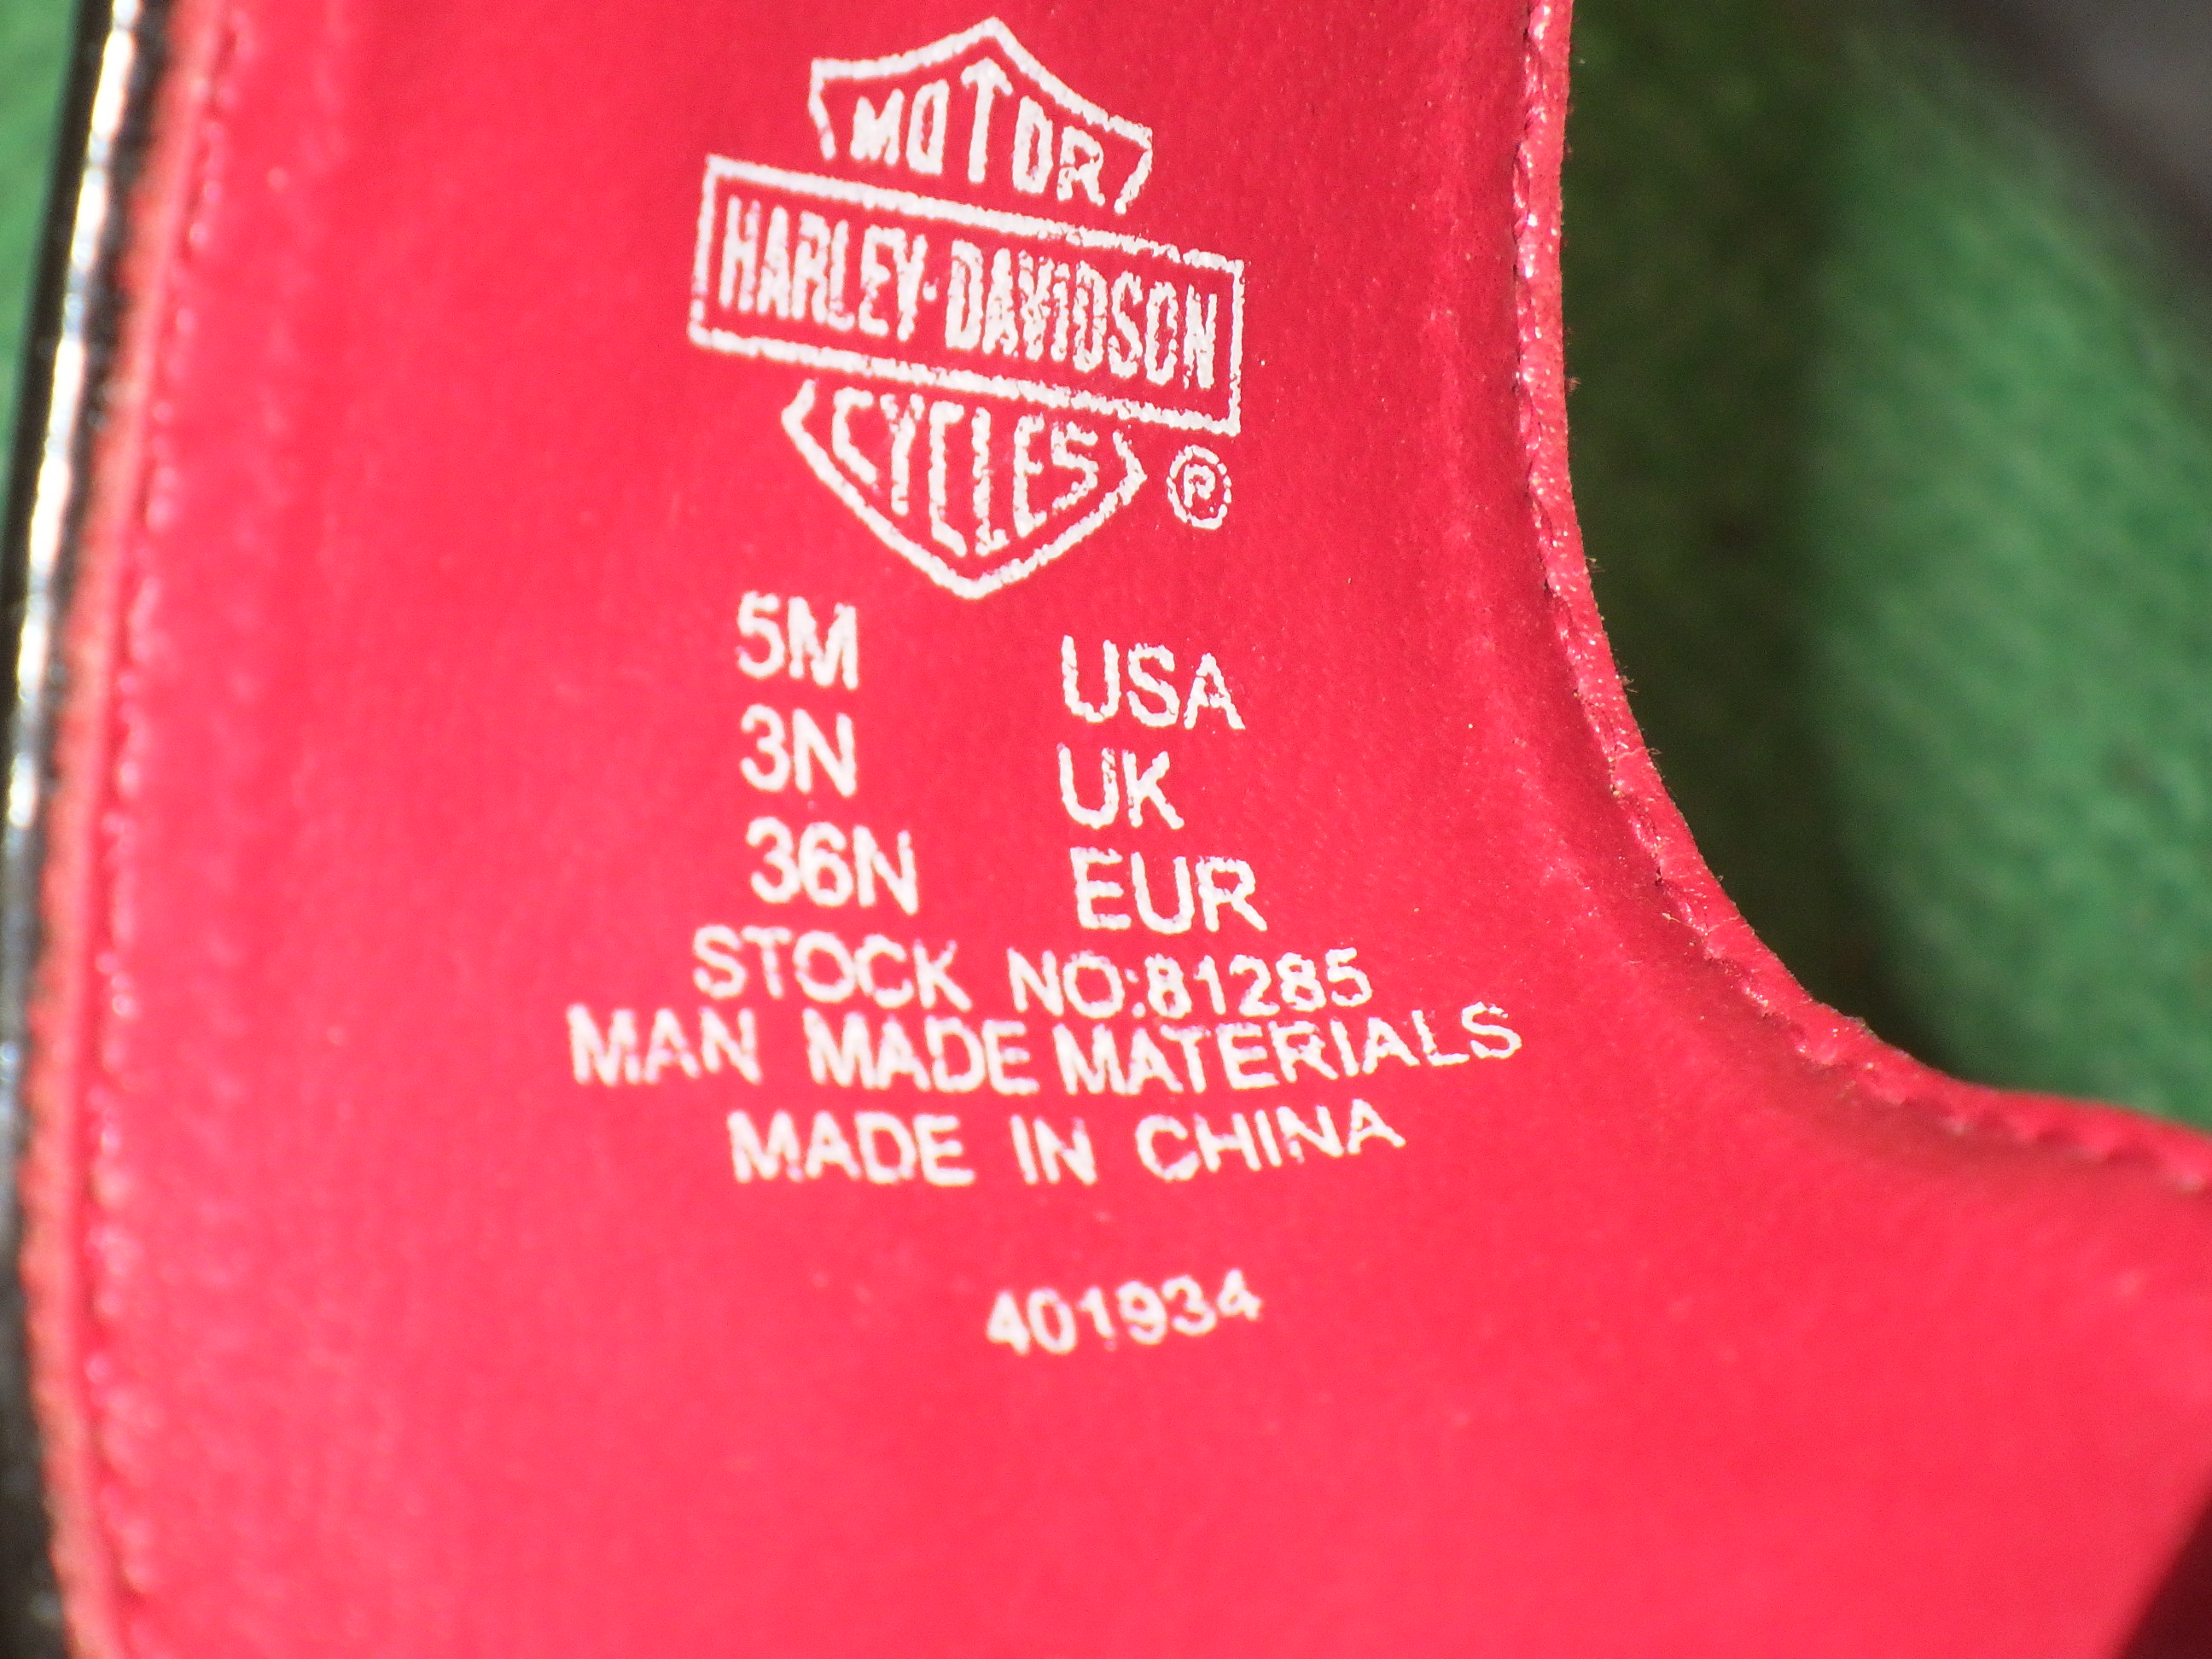 MOTOR
HARLEY-DAVIDSON
CYCLES ®
5M USA
3N UK
36N EUR
STOCK NO:81285
MAN MADE MATERIALS
MADE IN CHINA
401934